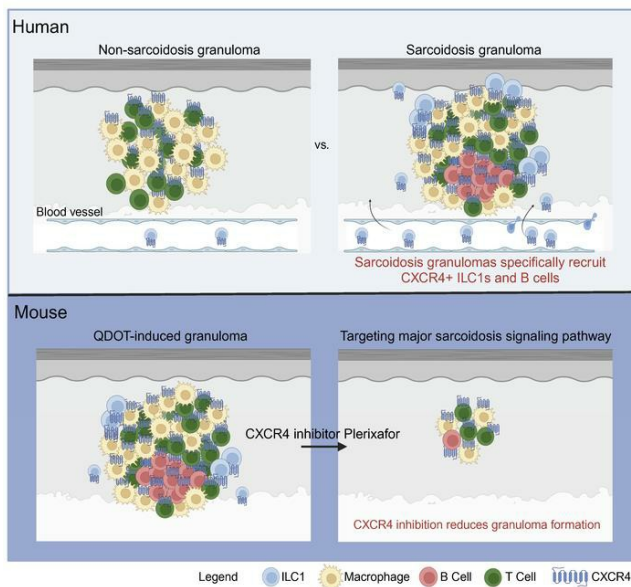 Human
Non-sarcoidosis granuloma
Sarcoidosis granuloma
vs.
Blood vessel
Sarcoidosis granulomas specifically recruit
CXCR4+ ILC1s and B cells
Mouse
QDOT-induced granuloma
Targeting major sarcoidosis signaling pathway
CXCR4 inhibitor Plerixafor
CXCR4 inhibition reduces granuloma formation
Legend ILC1 Macrophage B Cell T Cell CXCR4